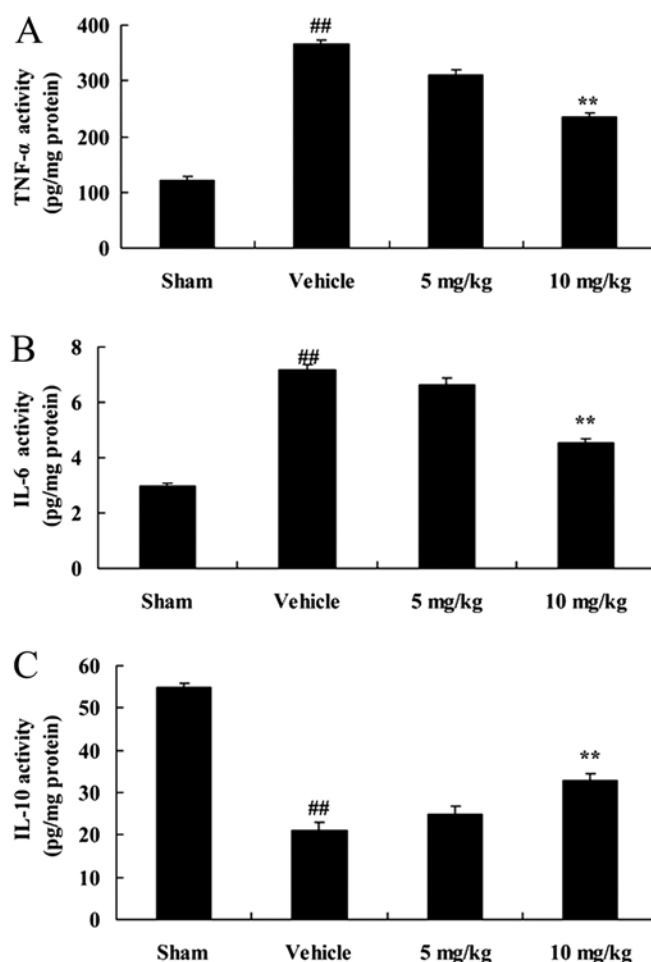 A
TNF-α activity
(pg/mg protein)
400
300
200
100
0
##
**
Sham Vehicle 5 mg/kg 10 mg/kg
B
IL-6 activity
(pg/mg protein)
8
6
4
2
0
##
**
Sham Vehicle 5 mg/kg 10 mg/kg
C
IL-10 activity
(pg/mg protein)
60
50
40
30
20
10
0
##
**
Sham Vehicle 5 mg/kg 10 mg/kg